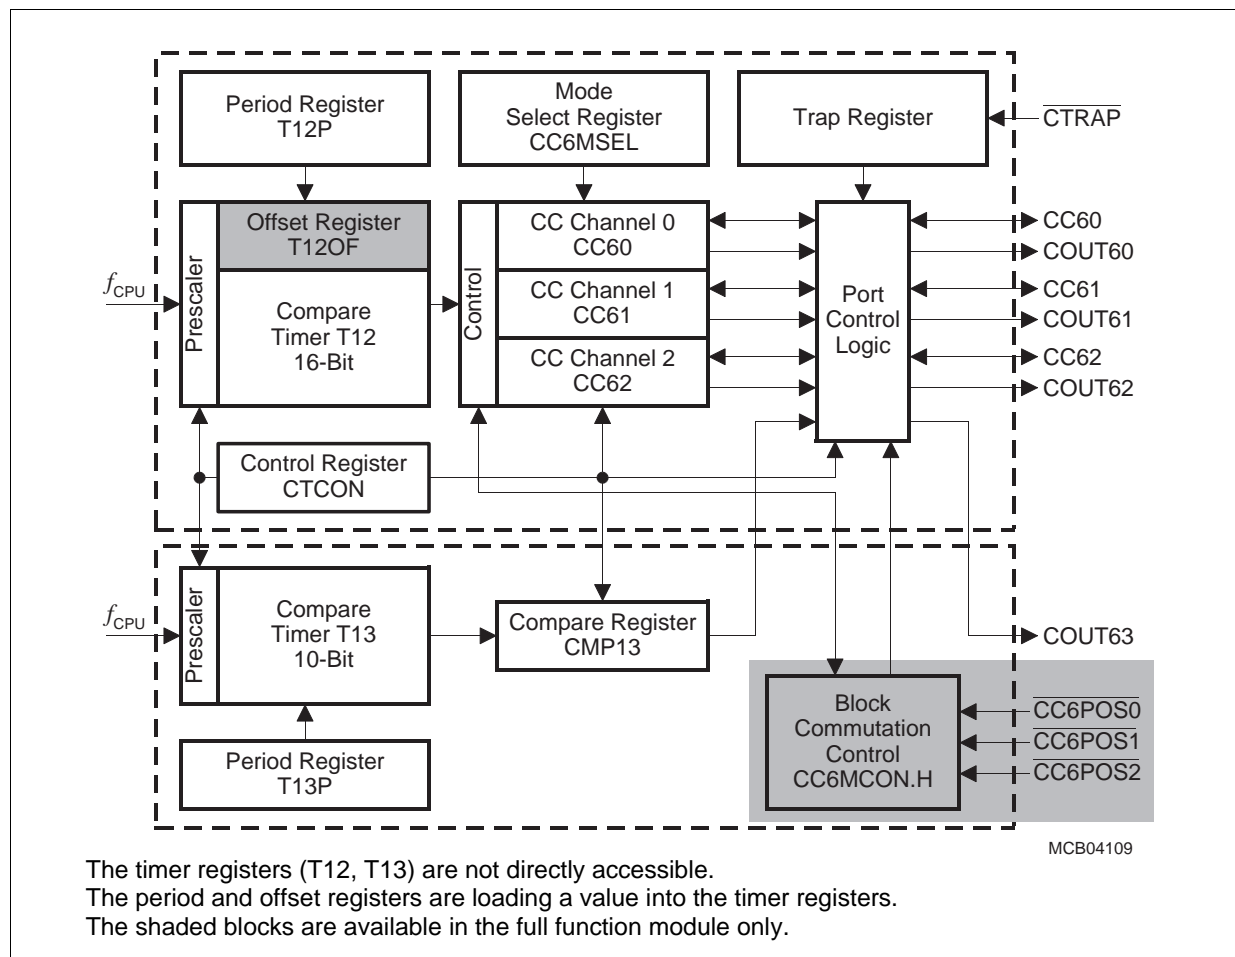 Period Register
T12P
Mode
Select Register
CC6MSEL
Trap Register
CTRAP
Prescaler
Offset Register
T12OF
Compare
Timer T12
16-Bit
fCPU
Control
CC Channel 0
CC60
CC Channel 1
CC61
CC Channel 2
CC62
Port
Control
Logic
CC60
COUT60
CC61
COUT61
CC62
COUT62
Control Register
CTCON
fCPU
Prescaler
Compare
Timer T13
10-Bit
Compare Register
CMP13
COUT63
Period Register
T13P
Block
Commutation
Control
CC6MCON.H
CC6POS0
CC6POS1
CC6POS2
MCB04109
The timer registers (T12, T13) are not directly accessible.
The period and offset registers are loading a value into the timer registers.
The shaded blocks are available in the full function module only.